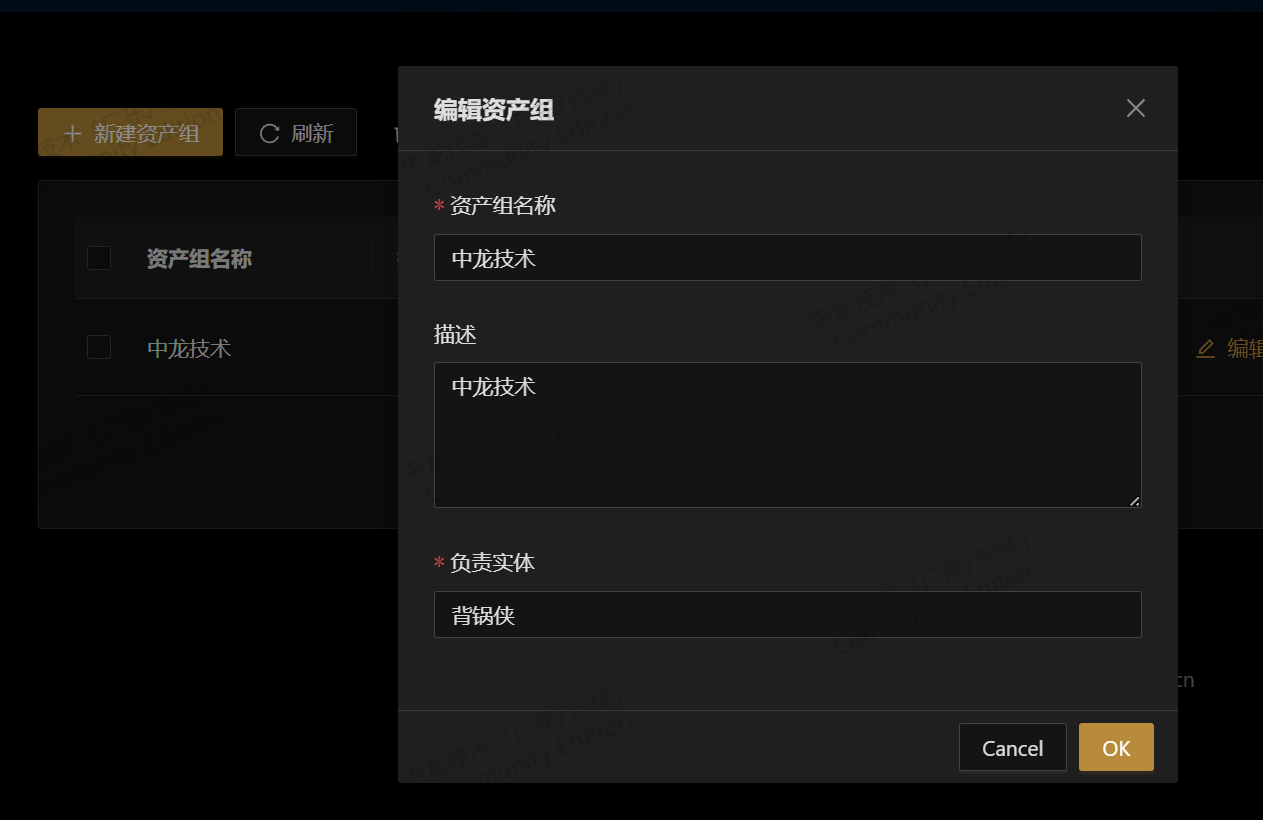 编辑资产组
新建资产组
刷新
* 资产组名称
中龙技术
资产组名称
描述
中龙技术
中龙技术
编辑
* 负责实体
背锅侠
cn
Cancel
OK
中龙技术（广东/吉林）
Community Edition